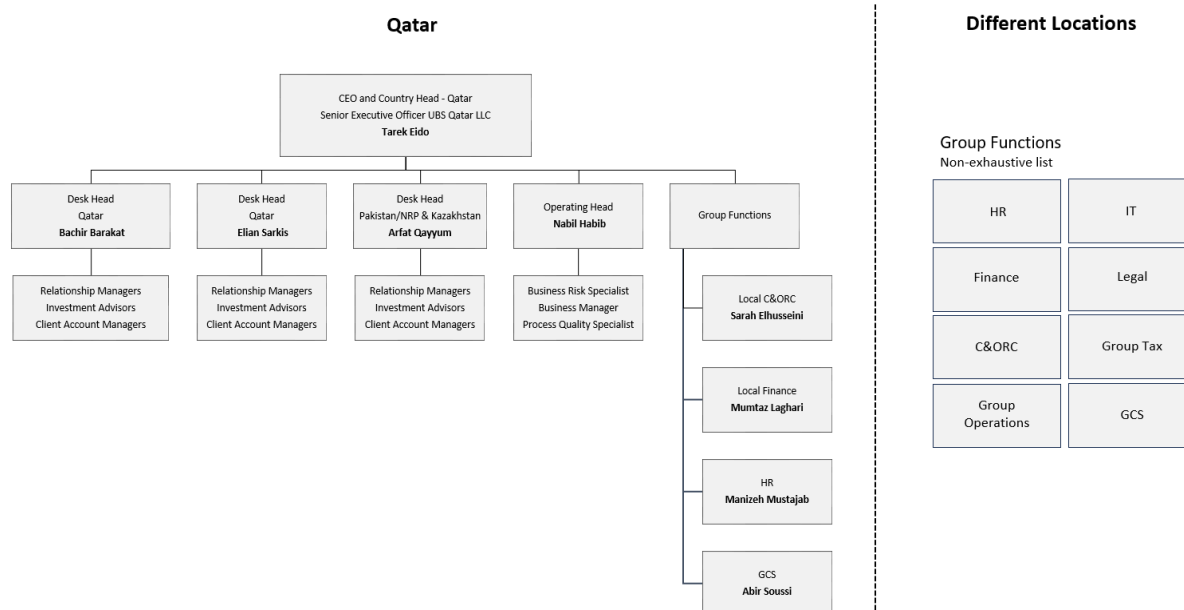 Qatar
Different Locations
CEO and Country Head - Qatar
Senior Executive Officer UBS Qatar LLC
Tarek Eido
Desk Head
Qatar
Bachir Barakat
Desk Head
Qatar
Elian Sarkis
Desk Head
Pakistan/NRP & Kazakhstan
Arfat Qayyum
Operating Head
Nabil Habib
Group Functions
Relationship Managers
Investment Advisors
Client Account Managers
Relationship Managers
Investment Advisors
Client Account Managers
Relationship Managers
Investment Advisors
Client Account Managers
Business Risk Specialist
Business Manager
Process Quality Specialist
Local C&ORC
Sarah Elhusseini
Local Finance
Mumtaz Laghari
HR
Manizeh Mustajab
GCS
Abir Soussi
Group Functions
Non-exhaustive list
HR
IT
Finance
Legal
C&ORC
Group Tax
Group
Operations
GCS